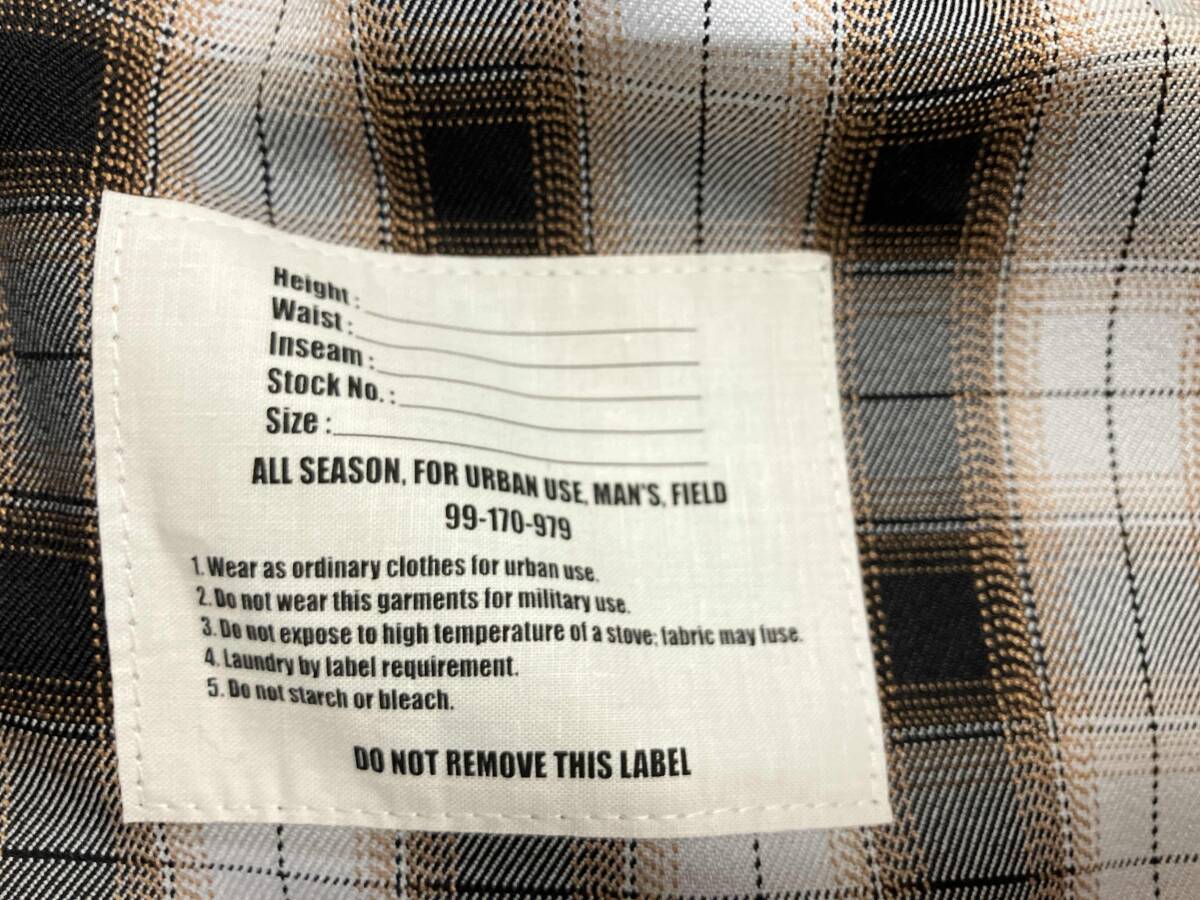 Height :
Waist :
Inseam :
Stock No. :
Size :
ALL SEASON, FOR URBAN USE, MAN'S, FIELD
99-170-979
1. Wear as ordinary clothes for urban use.
2. Do not wear this garments for military use.
3. Do not expose to high temperature of a stove; fabric may fuse.
4. Laundry by label requirement.
5. Do not starch or bleach.
DO NOT REMOVE THIS LABEL